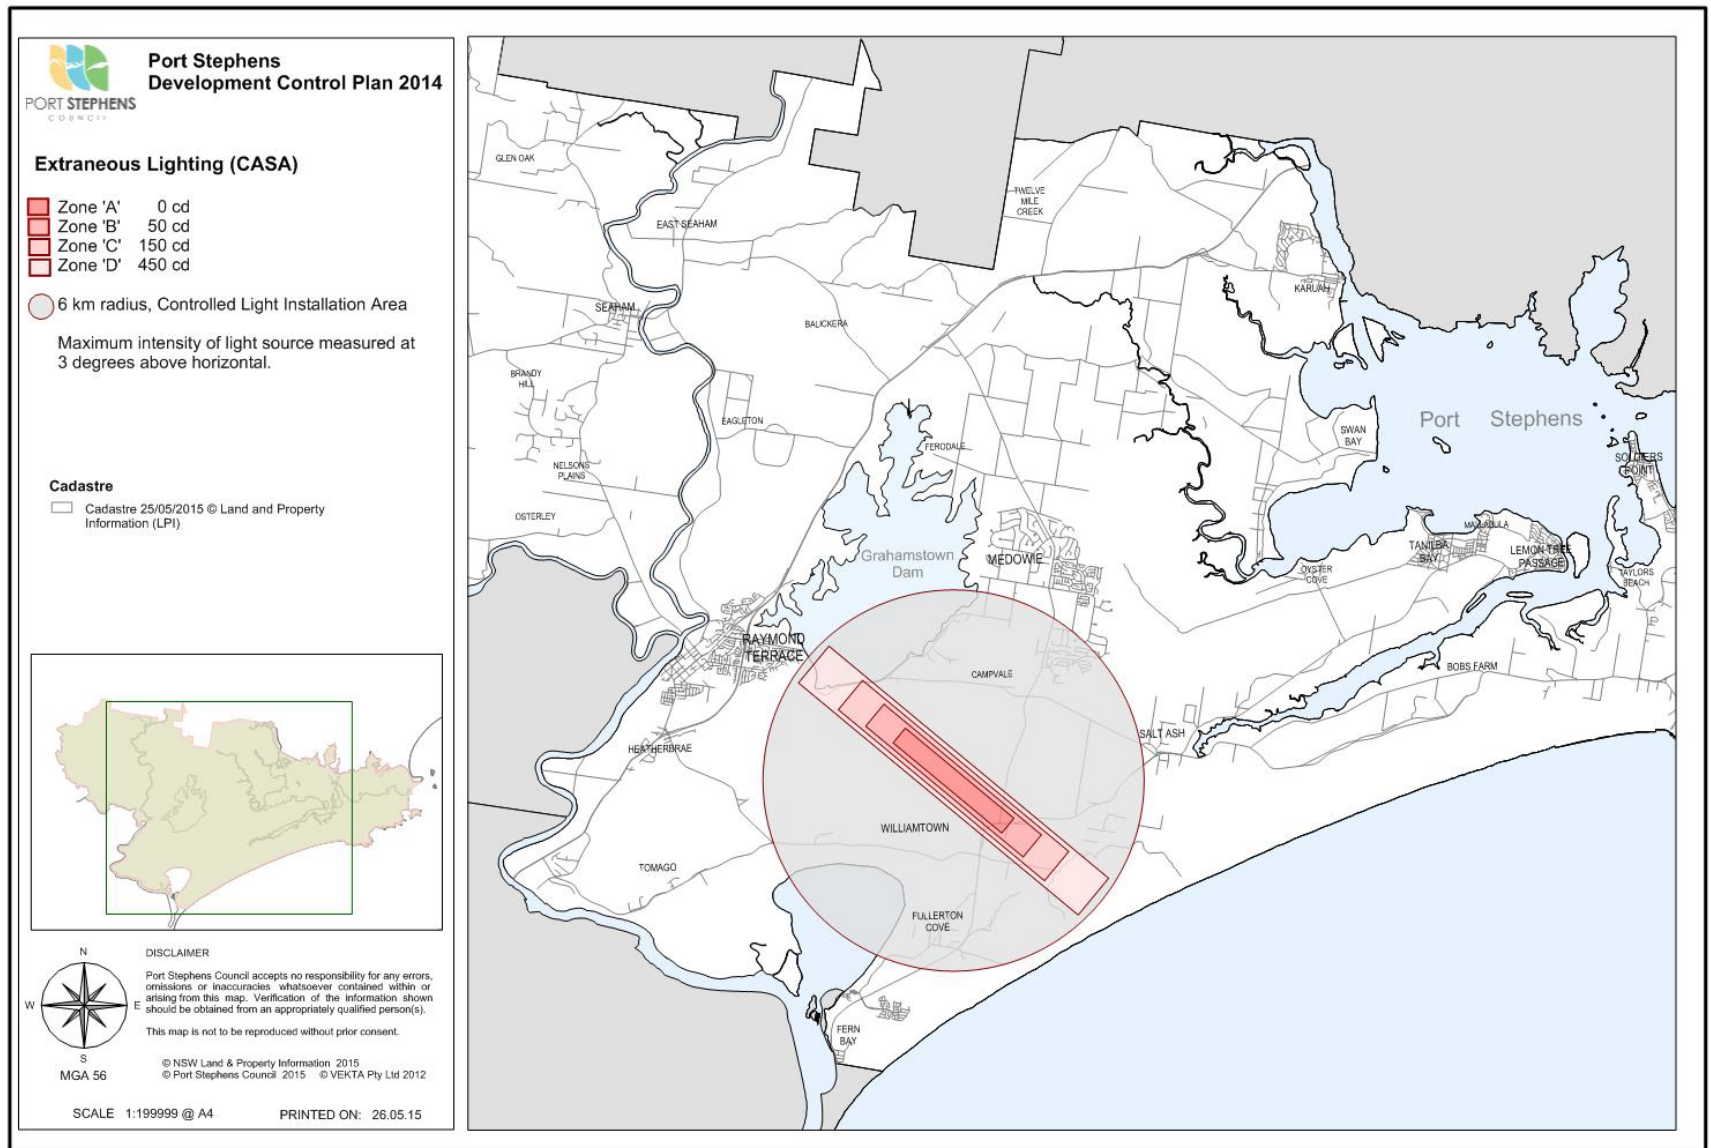 PORT STEPHENS
COUNCIL
Port Stephens
Development Control Plan 2014
Extraneous Lighting (CASA)
Zone 'A' 0 cd
Zone 'B' 50 cd
Zone 'C' 150 cd
Zone 'D' 450 cd
6 km radius, Controlled Light Installation Area
Maximum intensity of light source measured at
3 degrees above horizontal.
Cadastre
Cadastre 25/05/2015 © Land and Property
Information (LPI)
N
W
E
S
MGA 56
DISCLAIMER
Port Stephens Council accepts no responsibility for any errors,
omissions or inaccuracies whatsoever contained within or
arising from this map. Verification of the information shown
should be obtained from an appropriately qualified person(s).
This map is not to be reproduced without prior consent.
© NSW Land & Property Information 2015
© Port Stephens Council 2015 © VEKTA Pty Ltd 2012
SCALE 1:199999 @ A4
PRINTED ON: 26.05.15
GLEN OAK
TWELVE
MILE
CREEK
EAST SEAHAM
KARUAH
SEAHAM
BALICKERA
BRANDY
HILL
EAGLETON
Port Stephens
SWAN
BAY
FERODALE
SOLDIERS
POINT
NELSONS
PLAINS
OSTERLEY
MALLABULA
TANILBA
BAY
LEMON TREE
PASSAGE
Grahamstown
Dam
MEDOWIE
OYSTER
COVE
TAYLORS
BEACH
RAYMOND
TERRACE
CAMPVALE
BOBS FARM
SALT ASH
HEATHERBRAE
WILLIAMTOWN
TOMAGO
FULLERTON
COVE
FERN
BAY